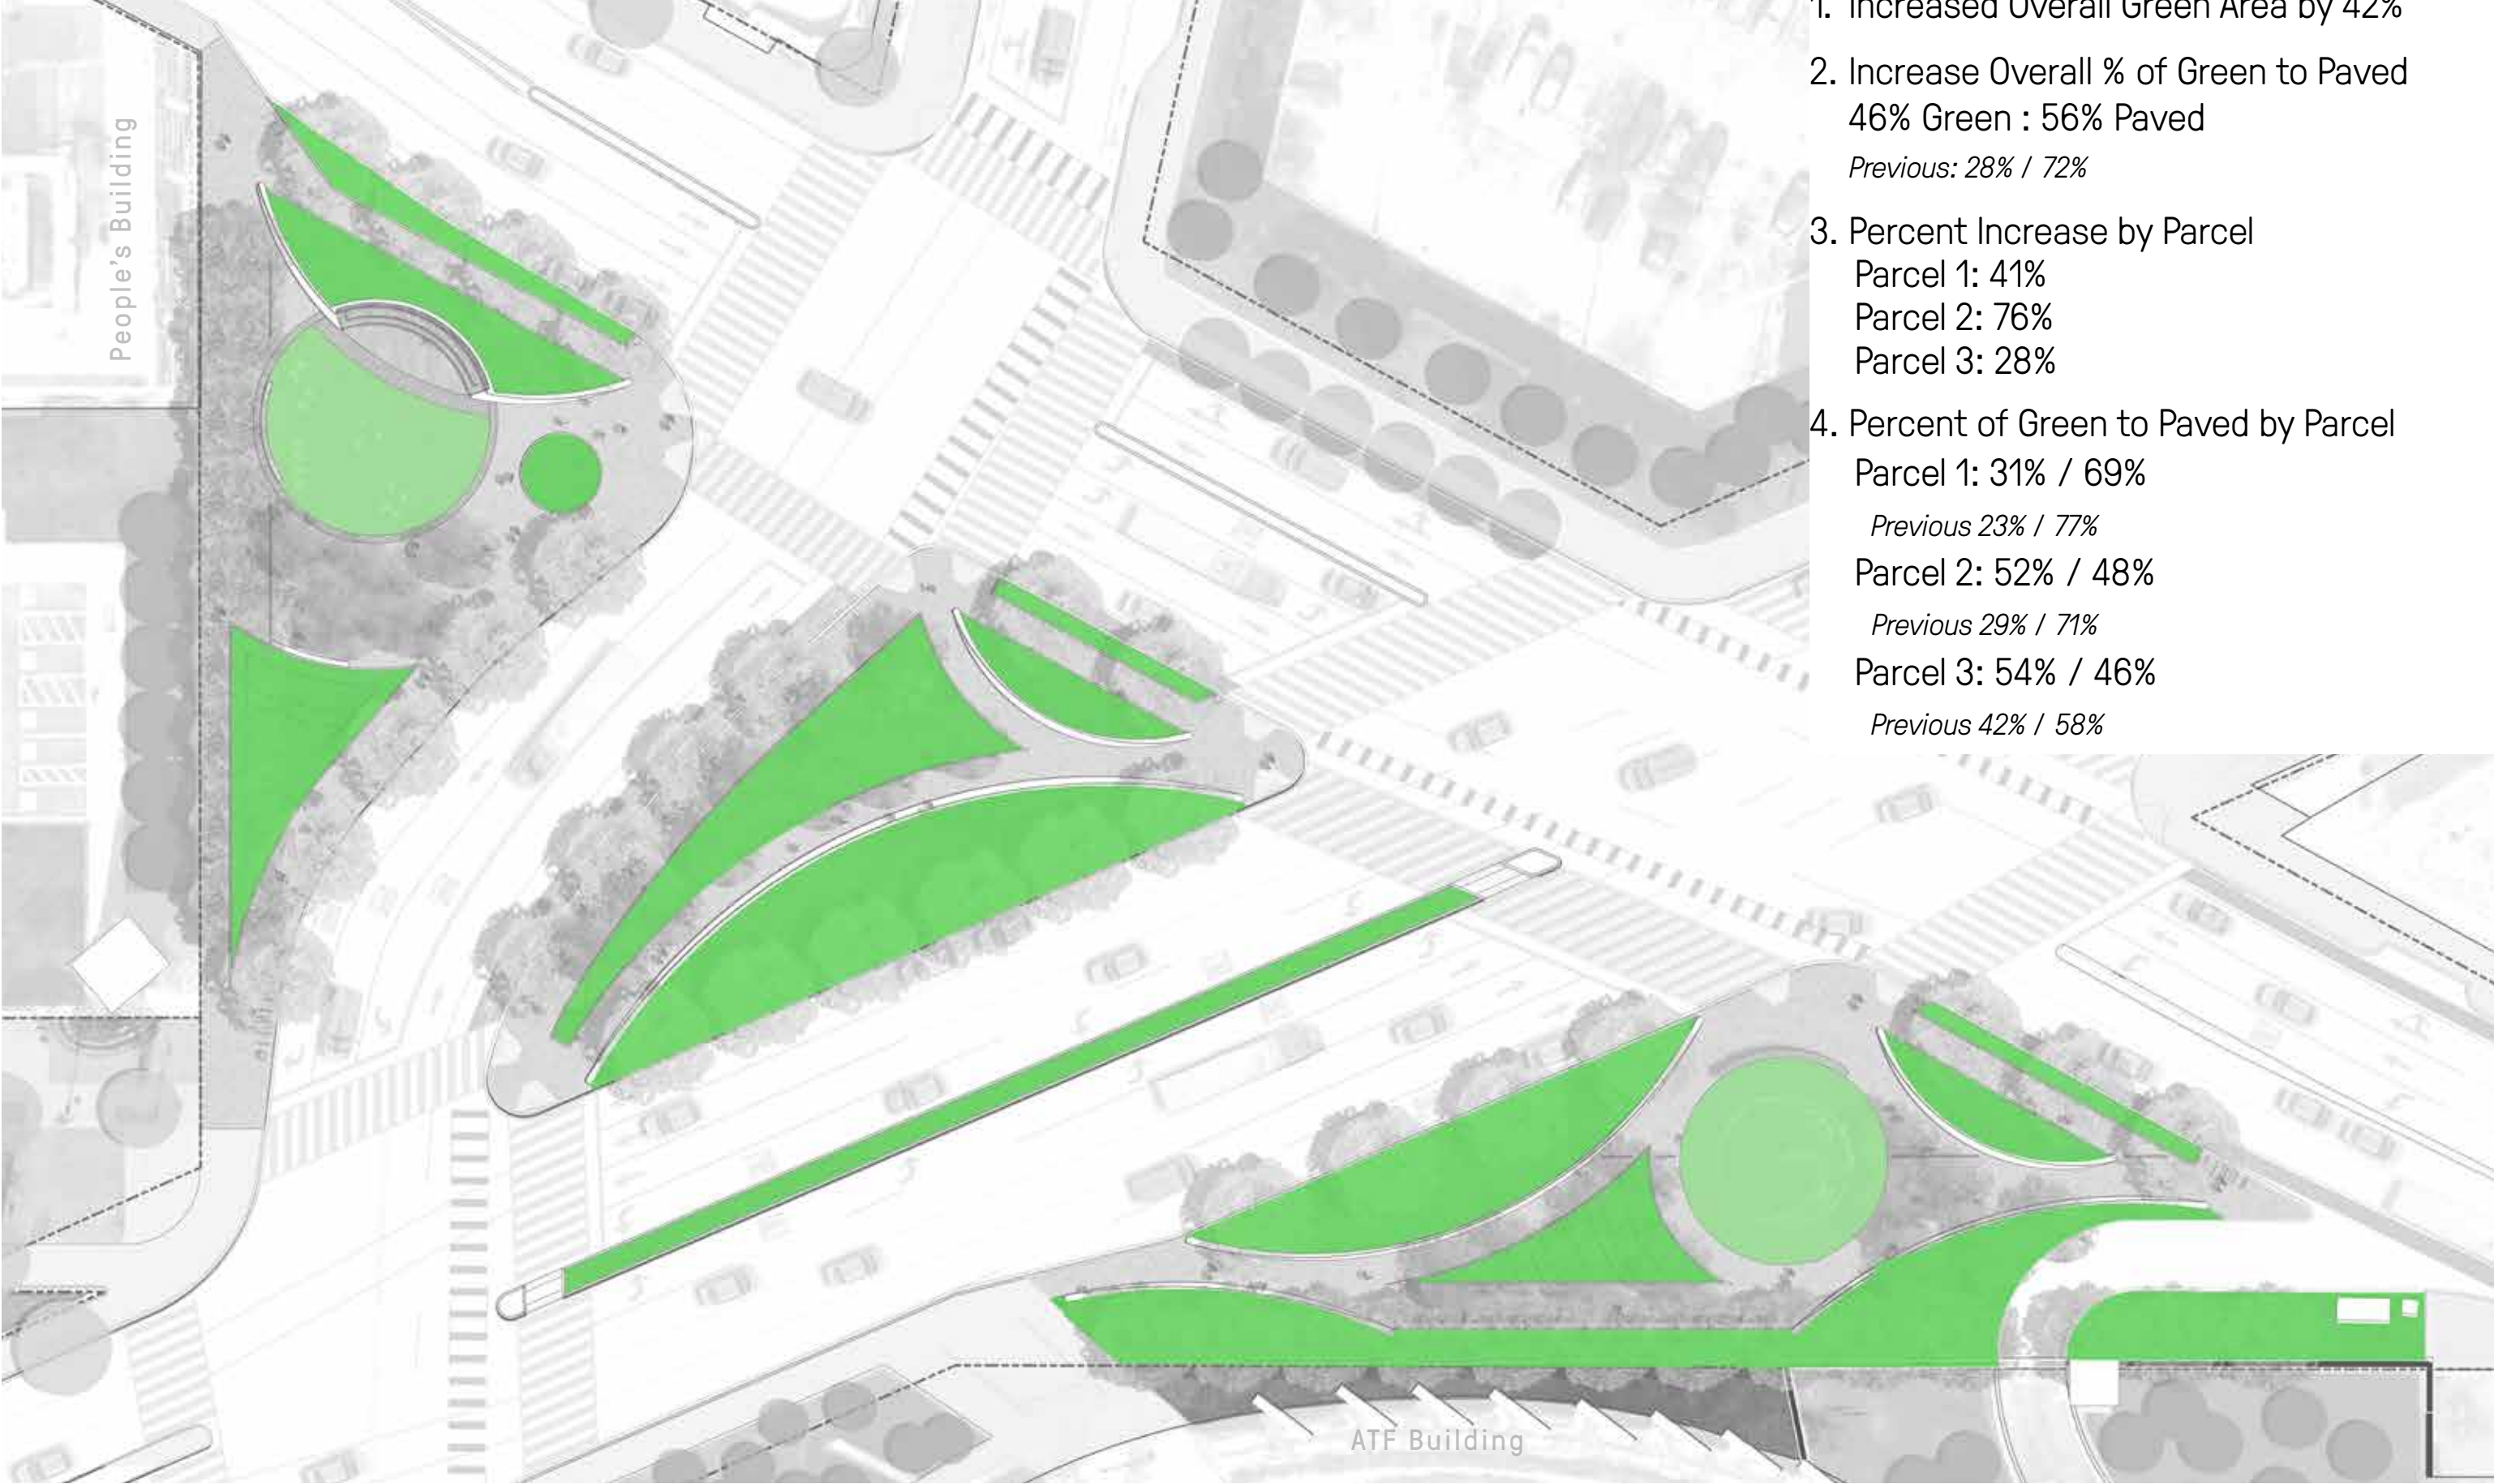 1. Increased Overall Green Area by 42%
2. Increase Overall % of Green to Paved
46% Green : 56% Paved
Previous: 28% / 72%
3. Percent Increase by Parcel
Parcel 1: 41%
Parcel 2: 76%
Parcel 3: 28%
4. Percent of Green to Paved by Parcel
Parcel 1: 31% / 69%
Previous 23% / 77%
Parcel 2: 52% / 48%
Previous 29% / 71%
Parcel 3: 54% / 46%
Previous 42% / 58%
People's Building
ATF Building